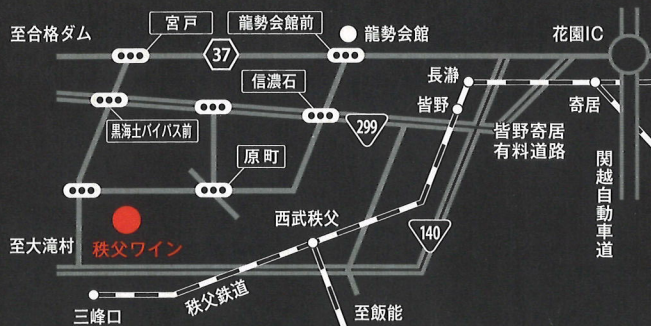 至合格ダム
宮戸
龍勢会館前
龍勢会館
花園IC
37
長瀞
信濃石
皆野
寄居
黒海土バイパス前
299
皆野寄居
有料道路
原町
関越自動車道
西武秩父
140
至大滝村
秩父ワイン
秩父鉄道
三峰口
至飯能